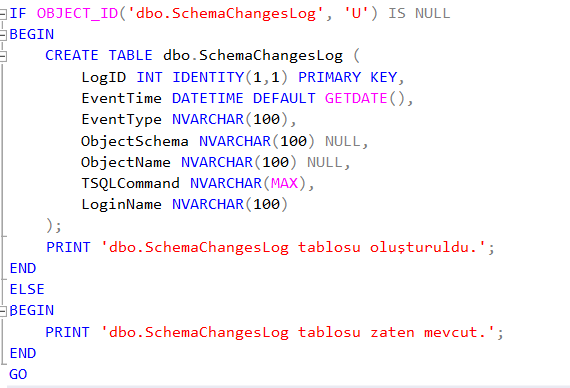 IF OBJECT_ID('dbo.SchemaChangesLog', 'U') IS NULL
BEGIN
    CREATE TABLE dbo.SchemaChangesLog (
        LogID INT IDENTITY(1,1) PRIMARY KEY,
        EventTime DATETIME DEFAULT GETDATE(),
        EventType NVARCHAR(100),
        ObjectSchema NVARCHAR(100) NULL,
        ObjectName NVARCHAR(100) NULL,
        TSQLCommand NVARCHAR(MAX),
        LoginName NVARCHAR(100)
    );
    PRINT 'dbo.SchemaChangesLog tablosu oluşturuldu.';
END
ELSE
BEGIN
    PRINT 'dbo.SchemaChangesLog tablosu zaten mevcut.';
END
GO